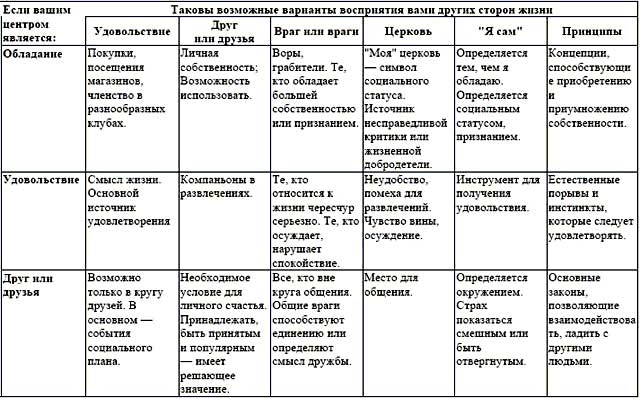 Если вашим центром является:
Таковы возможные варианты восприятия вами других сторон жизни
Удовольствие
Друг
или друзья
Враг или враги
Церковь
"Я сам"
Принципы
Обладание
Покупки,
посещения
магазинов,
членство в
разнообразных
клубах.
Личная
собственность;
Возможность
использовать.
Воры,
грабители. Те,
кто обладает
большей
собственностью
или признанием.
"Моя" церковь
— символ
социального
статуса.
Источник
несправедливой
критики или
жизненной
добродетели.
Определяется
тем, чем я
обладаю.
Определяется
социальным
статусом,
признанием.
Концепции,
способствующи
е приобретению
и
приумножению
собственности.
Удовольствие
Смысл жизни.
Основной
источник
удовлетворения
Компаньоны в
развлечениях.
Те, кто
относится к
жизни чересчур
серьезно. Те, кто
осуждает,
нарушает
спокойствие.
Неудобство,
помеха для
развлечений.
Чувство вины,
осуждение.
Инструмент для
получения
удовольствия.
Естественные
порывы и
инстинкты,
которые следует
удовлетворять.
Друг или
друзья
Возможно
только в кругу
друзей. В
основном —
события
социального
плана.
Необходимое
условие для
личного счастья.
Принадлежать,
быть принятым
и популярным
— имеет
решающее
значение.
Все, кто вне
круга общения.
Общие враги
способствуют
единению или
определяют
смысл дружбы.
Место для
общения.
Определяется
окружением.
Страх
показаться
смешным или
быть
отвергнутым.
Основные
законы,
позволяющие
взаимодействова
ть, ладить с
другими
людьми.